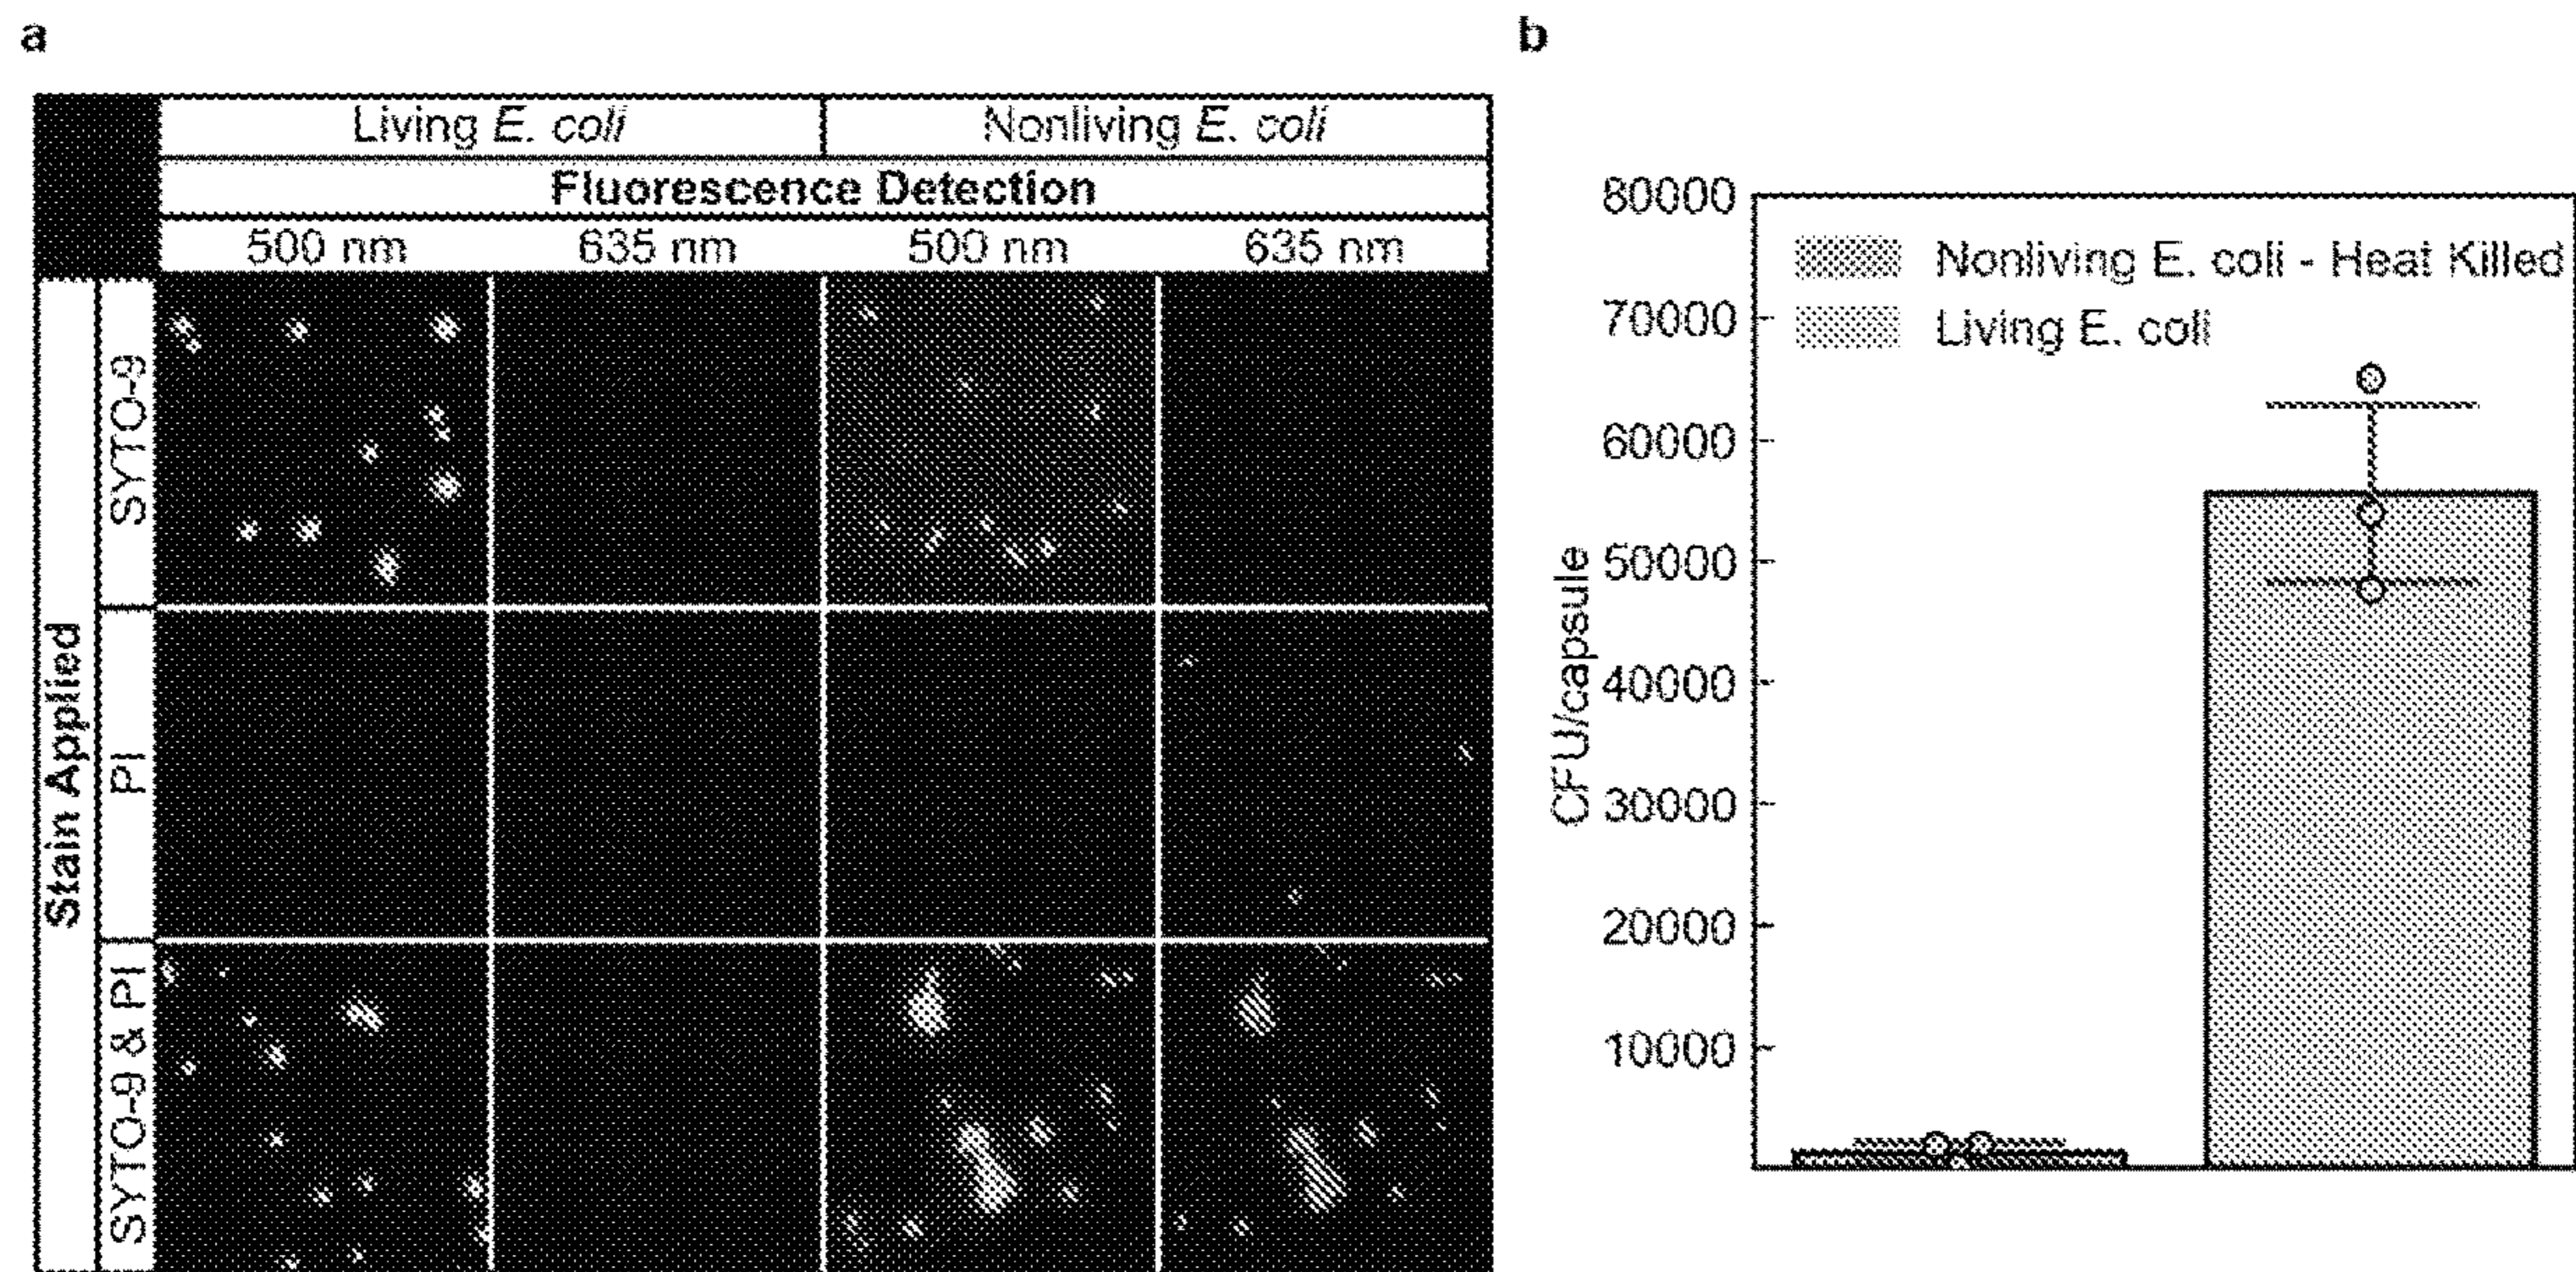 a
Living E. coli
Nonliving E. coli
Fluorescence Detection
500 nm
635 nm
500 nm
635 nm
Stain Applied
SYTO-9
PI
SYTO-9 & PI
b
80000
70000
60000
50000
40000
30000
20000
10000
CFU/capsule
Nonliving E. coli - Heat Killed
Living E. coli